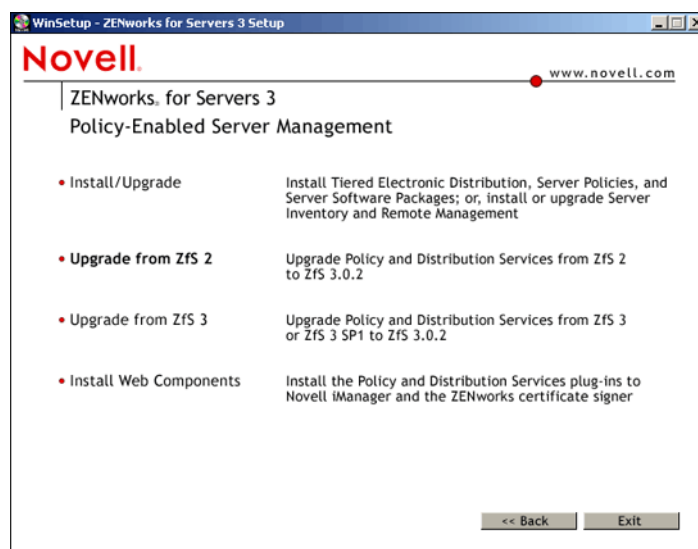 WinSetup - ZENworks for Servers 3 Setup
Novell.
www.novell.com
ZENworks® for Servers 3
Policy-Enabled Server Management
• Install/Upgrade
Install Tiered Electronic Distribution, Server Policies, and
Server Software Packages; or, install or upgrade Server
Inventory and Remote Management
• Upgrade from ZfS 2
Upgrade Policy and Distribution Services from ZfS 2
to ZfS 3.0.2
• Upgrade from ZfS 3
Upgrade Policy and Distribution Services from ZfS 3
or ZfS 3 SP1 to ZfS 3.0.2
• Install Web Components
Install the Policy and Distribution Services plug-ins to
Novell iManager and the ZENworks certificate signer
<< Back
Exit